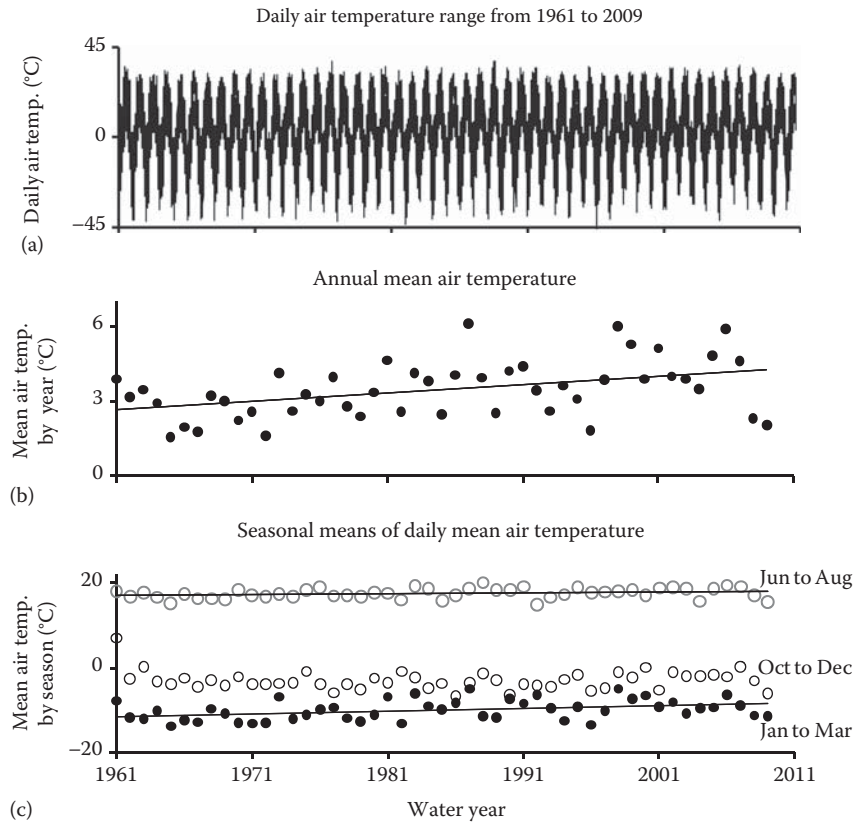 Daily air temperature range from 1961 to 2009
Daily air temp. (°C)
45
0
−45
(a)
Annual mean air temperature
Mean air temp.
by year (°C)
6
3
0
(b)
Seasonal means of daily mean air temperature
Mean air temp.
by season (°C)
20
0
−20
Jun to Aug
Oct to Dec
Jan to Mar
1961 1971 1981 1991 2001 2011
(c)
Water year